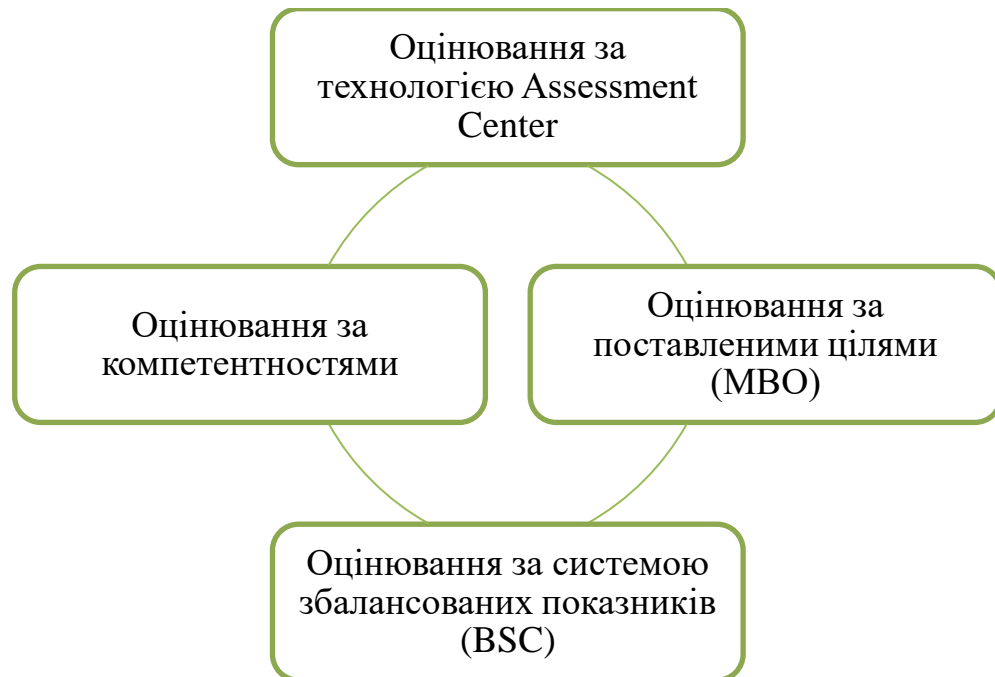 Оцінювання за
технологією Assessment
Center
Оцінювання за
компетентностями
Оцінювання за
поставленими цілями
(МВО)
Оцінювання за системою
збалансованих показників
(BSC)